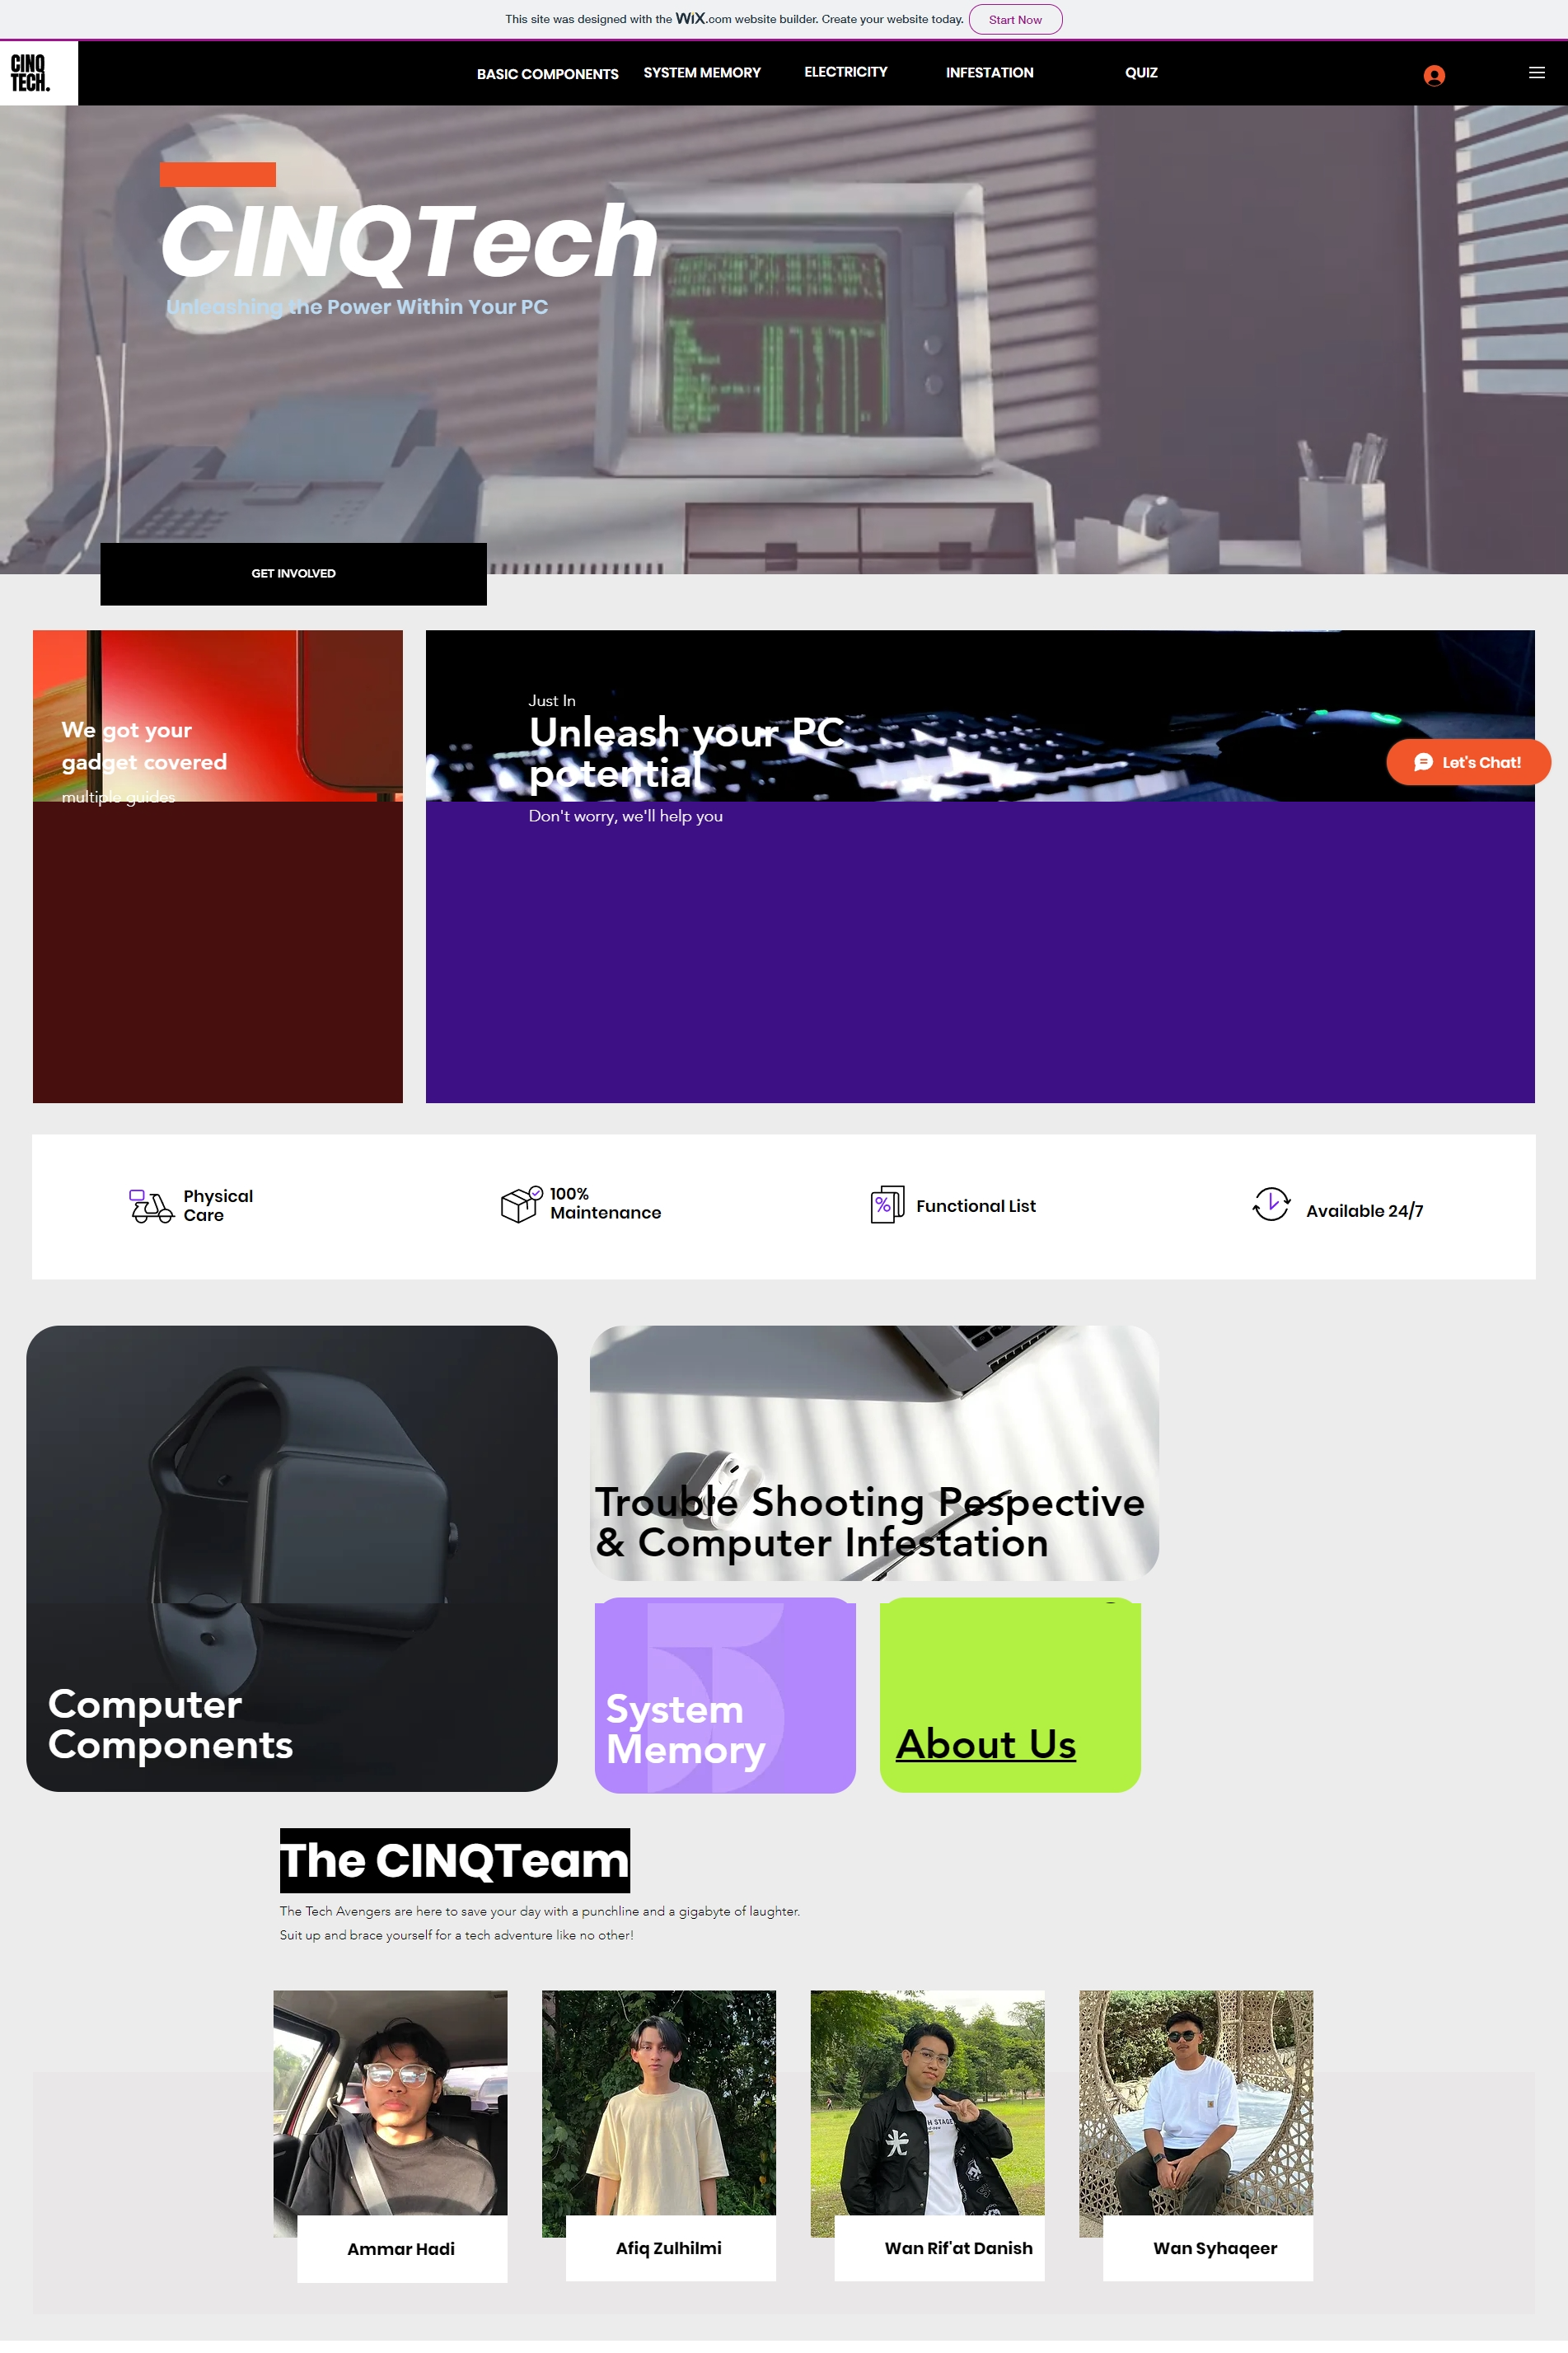 This site was designed with the WiX.com website builder. Create your website today.
Start Now
CINQ
TECH.
BASIC COMPONENTS
SYSTEM MEMORY
ELECTRICITY
INFESTATION
QUIZ
CINQTech
Unleashing the Power Within Your PC
GET INVOLVED
We got your
gadget covered
multiple guides
Just In
Unleash your PC
potential
Don't worry, we'll help you
Let's Chat!
Physical
Care
100%
Maintenance
%
Functional List
Available 24/7
Trouble Shooting Pespective
& Computer Infestation
Computer
Components
System
Memory
About Us
The CINQTeam
The Tech Avengers are here to save your day with a punchline and a gigabyte of laughter.
Suit up and brace yourself for a tech adventure like no other!
Ammar Hadi
Afiq Zulhilmi
Wan Rif'at Danish
Wan Syhaqeer